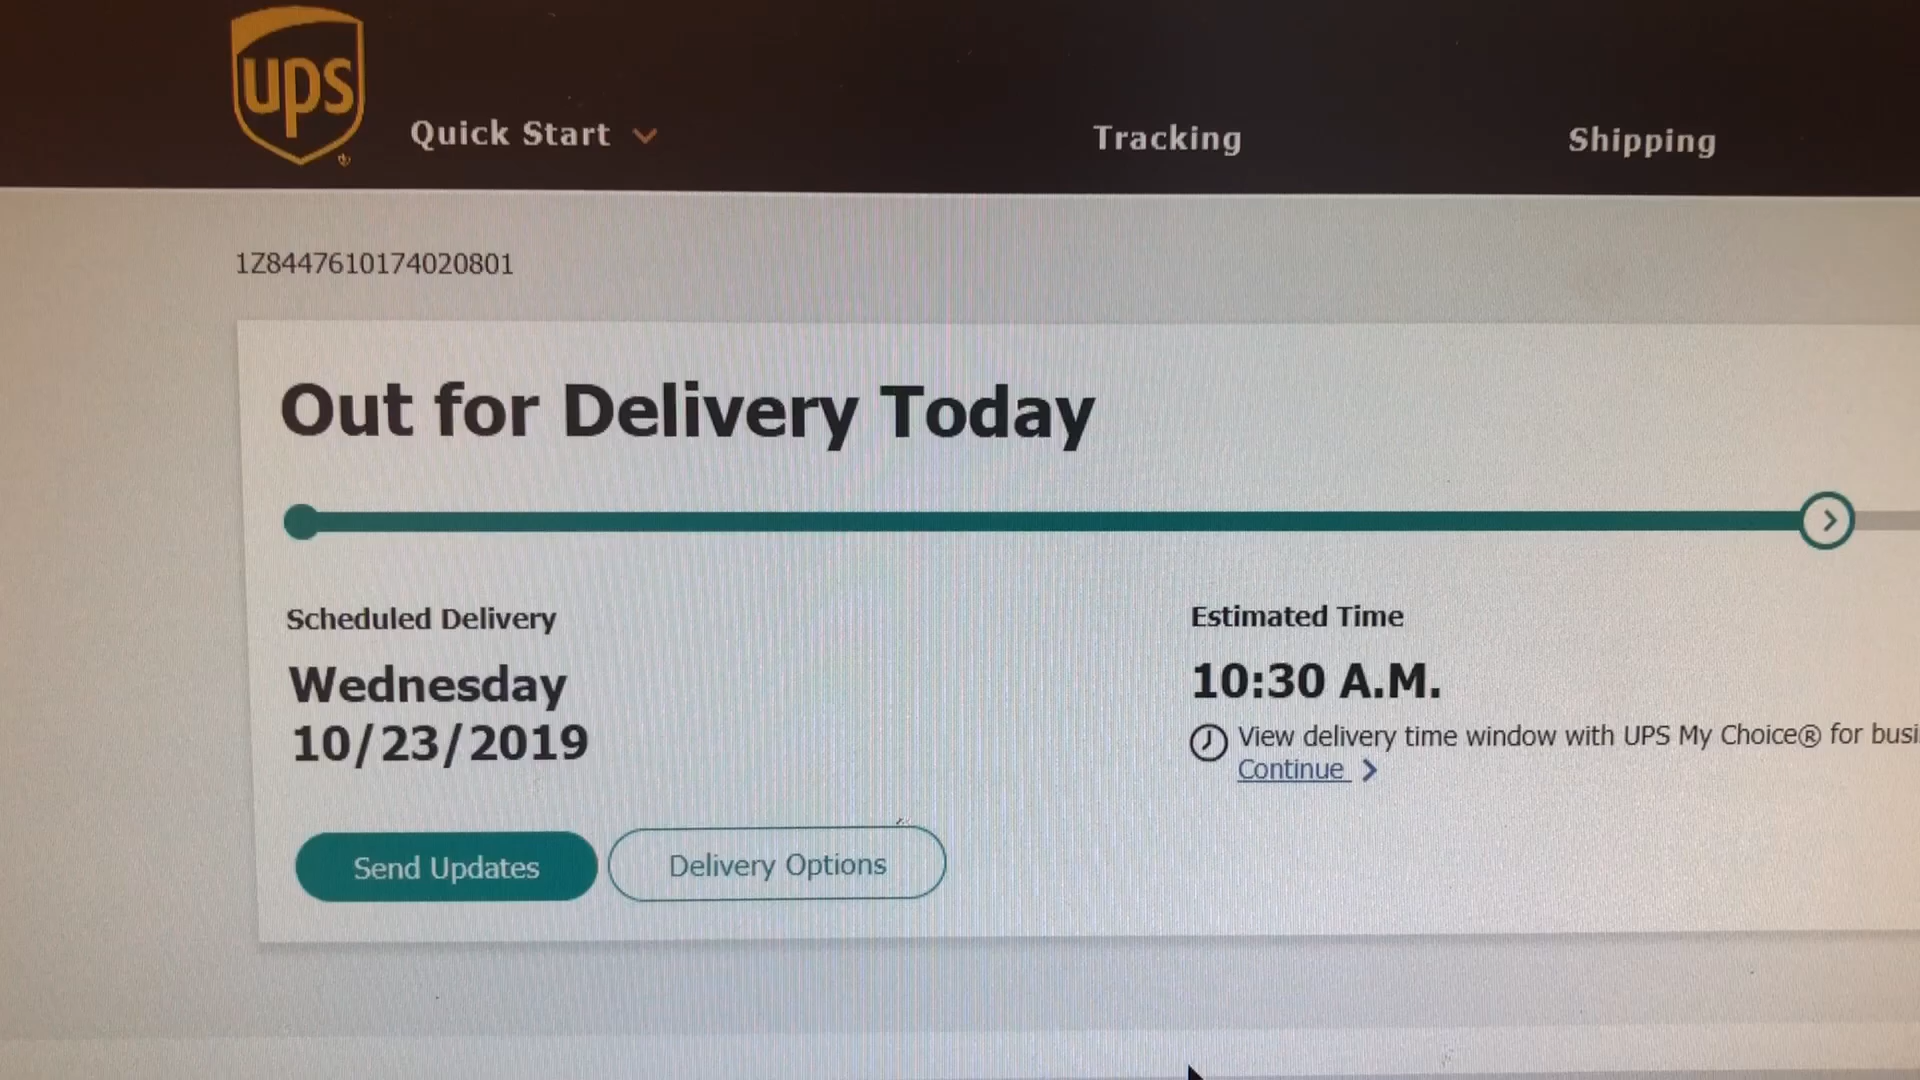 ups
Quick Start
Tracking
Shipping
1Z8447610174020801
Out for Delivery Today
Scheduled Delivery
Wednesday
10/23/2019
Estimated Time
10:30 A.M.
View delivery time window with UPS My Choice® for busi
Continue
Send Updates
Delivery Options